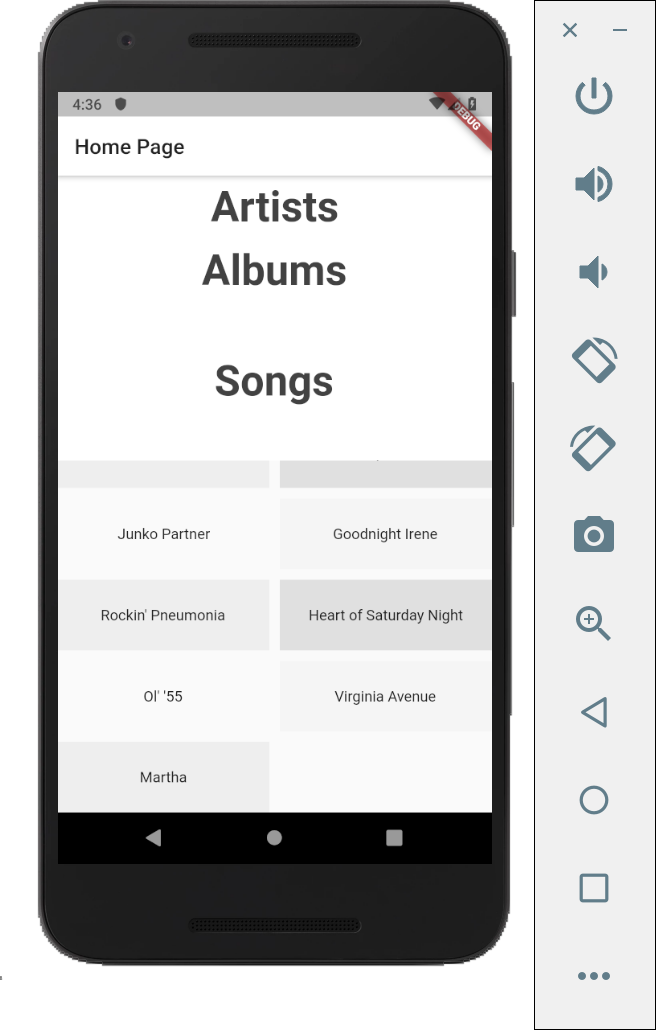 4:36
DEBUG
Home Page
Artists
Albums
Songs
Junko Partner
Goodnight Irene
Rockin' Pneumonia
Heart of Saturday Night
Ol' '55
Virginia Avenue
Martha